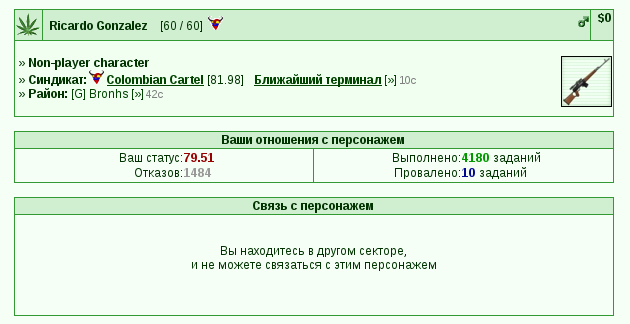 Ricardo Gonzalez [60 / 60] $0
» Non-player character
» Синдикат: Colombian Cartel [81.98] Ближайший терминал [»] 10с
» Район: [G] Bronhs [»] 42с
Ваши отношения с персонажем
Ваш статус:79.51 Выполнено:4180 заданий
Отказов:1484 Провалено:10 заданий
Связь с персонажем
Вы находитесь в другом секторе,
и не можете связаться с этим персонажем